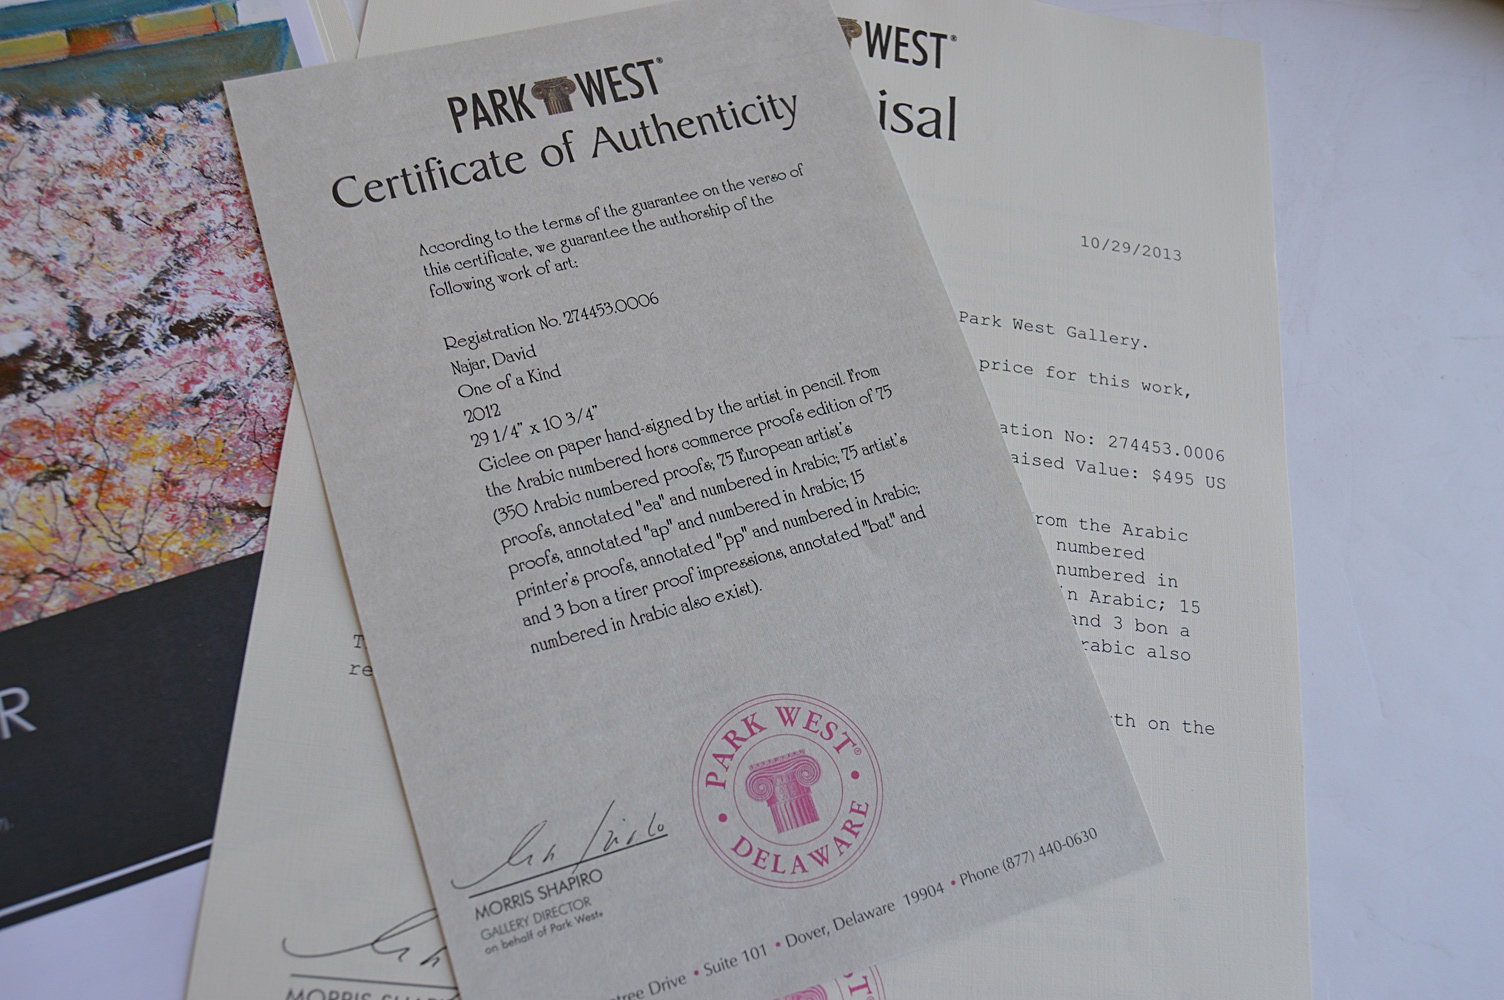 PARK WEST®
Certificate of Authenticity
According to the terms of the guarantee on the verso of
this certificate, we guarantee the authorship of the
following work of art:
Registration No. 274453.0006
Najar, David
One of a Kind
2012
29 1/4" x 10 3/4"
Giclee on paper hand-signed by the artist in pencil. From
the Arabic numbered hors commerce proofs edition of 75
(350 Arabic numbered proofs; 75 European artist's
proofs, annotated "ea" and numbered in Arabic; 75 artist's
proofs, annotated "ap" and numbered in Arabic; 15
printer's proofs, annotated "pp" and numbered in Arabic;
and 3 bon a tirer proof impressions, annotated "bat" and
numbered in Arabic also exist).
PARK WEST®
DELAWARE
MORRIS SHAPIRO
GALLERY DIRECTOR
on behalf of Park West®
tree Drive • Suite 101 • Dover, Delaware 19904 • Phone (877) 440-0630
WEST®
isal
10/29/2013
Park West Gallery.
price for this work,
ation No: 274453.0006
aised Value: $495 US
rom the Arabic
numbered
numbered in
n Arabic; 15
and 3 bon a
rabic also
rth on the
T
re
MORRIS SHAP
R